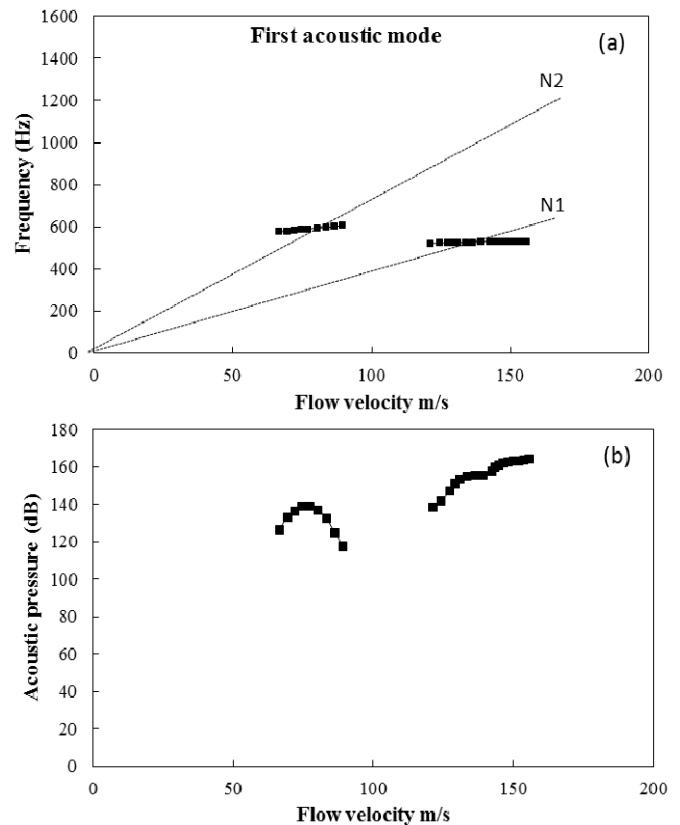 1600
First acoustic mode
(a)
1400
N2
1200
1000
800
N1
600
400
200
0
Frequency (Hz)
0 50 100 150 200
Flow velocity m/s
180
(b)
160
140
120
100
80
60
40
20
0
Acoustic pressure (dB)
0 50 100 150 200
Flow velocity m/s